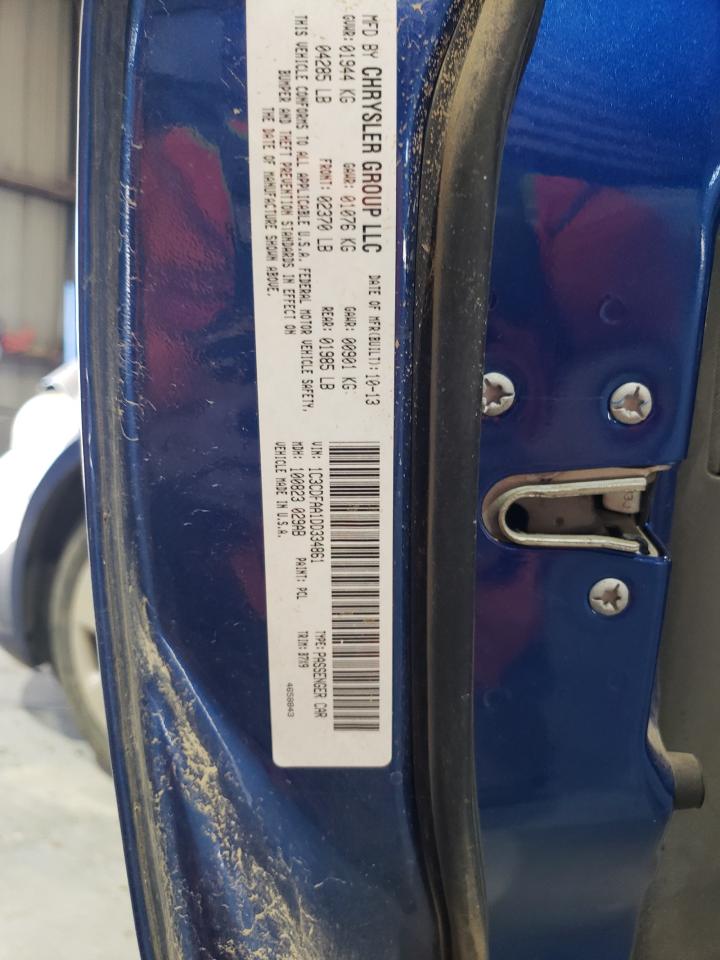 MFD BY CHRYSLER GROUP LLC DATE OF MFR(BUILT): 10-13
GVWR: 01944 KG GAWR: 01076 KG GAWR: 00901 KG
04285 LB FRONT: 02370 LB REAR: 01985 LB
THIS VEHICLE CONFORMS TO ALL APPLICABLE U.S.A. FEDERAL MOTOR VEHICLE SAFETY,
BUMPER AND THEFT PREVENTION STANDARDS IN EFFECT ON
THE DATE OF MANUFACTURE SHOWN ABOVE.
VIN: 1C3CDFAA1DD334861 TYPE: PASSENGER CAR
MDH: 100823 029AB PAINT: PCL TRIM: B7X9
VEHICLE MADE IN U.S.A. 4658843